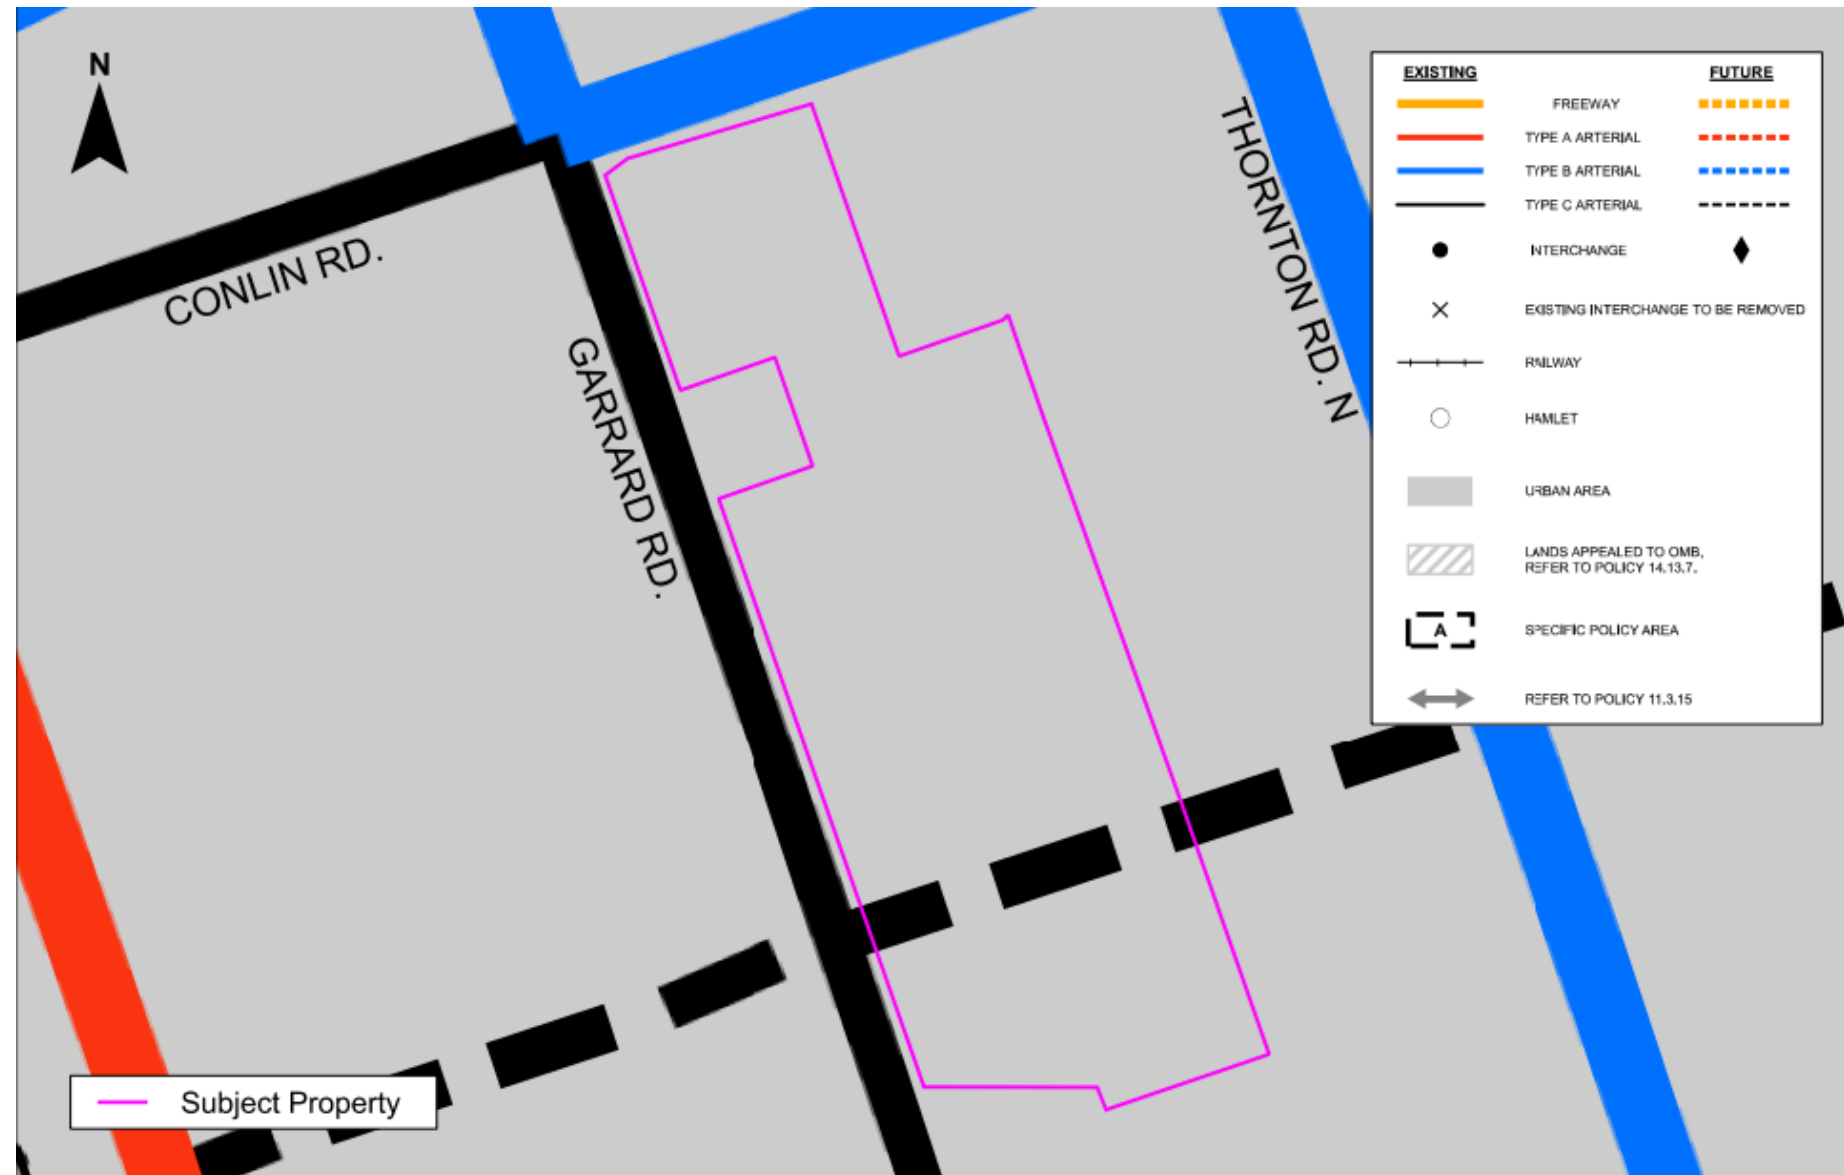 N
CONLIN RD.
GARRARD RD.
THORNTON RD. N
EXISTING
FUTURE
FREEWAY
TYPE A ARTERIAL
TYPE B ARTERIAL
TYPE C ARTERIAL
INTERCHANGE
EXISTING INTERCHANGE TO BE REMOVED
RAILWAY
HAMLET
URBAN AREA
LANDS APPEALED TO OMB,
REFER TO POLICY 14.13.7.
A
SPECIFIC POLICY AREA
REFER TO POLICY 11.3.15
Subject Property